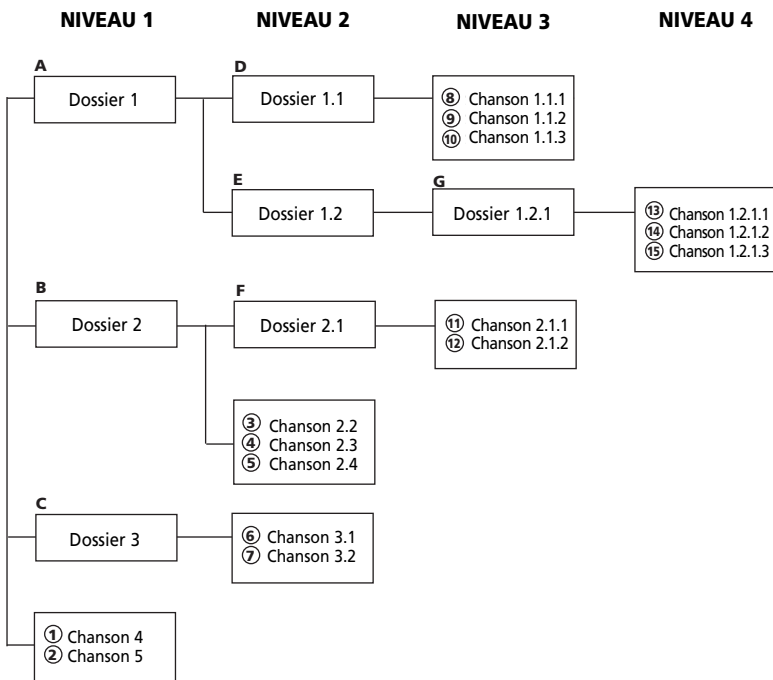 NIVEAU 1 NIVEAU 2 NIVEAU 3 NIVEAU 4
A
Dossier 1
D
Dossier 1.1
⑧ Chanson 1.1.1
⑨ Chanson 1.1.2
⑩ Chanson 1.1.3
E
Dossier 1.2
G
Dossier 1.2.1
⑬ Chanson 1.2.1.1
⑭ Chanson 1.2.1.2
⑮ Chanson 1.2.1.3
B
Dossier 2
F
Dossier 2.1
⑪ Chanson 2.1.1
⑫ Chanson 2.1.2
③ Chanson 2.2
④ Chanson 2.3
⑤ Chanson 2.4
C
Dossier 3
⑥ Chanson 3.1
⑦ Chanson 3.2
① Chanson 4
② Chanson 5